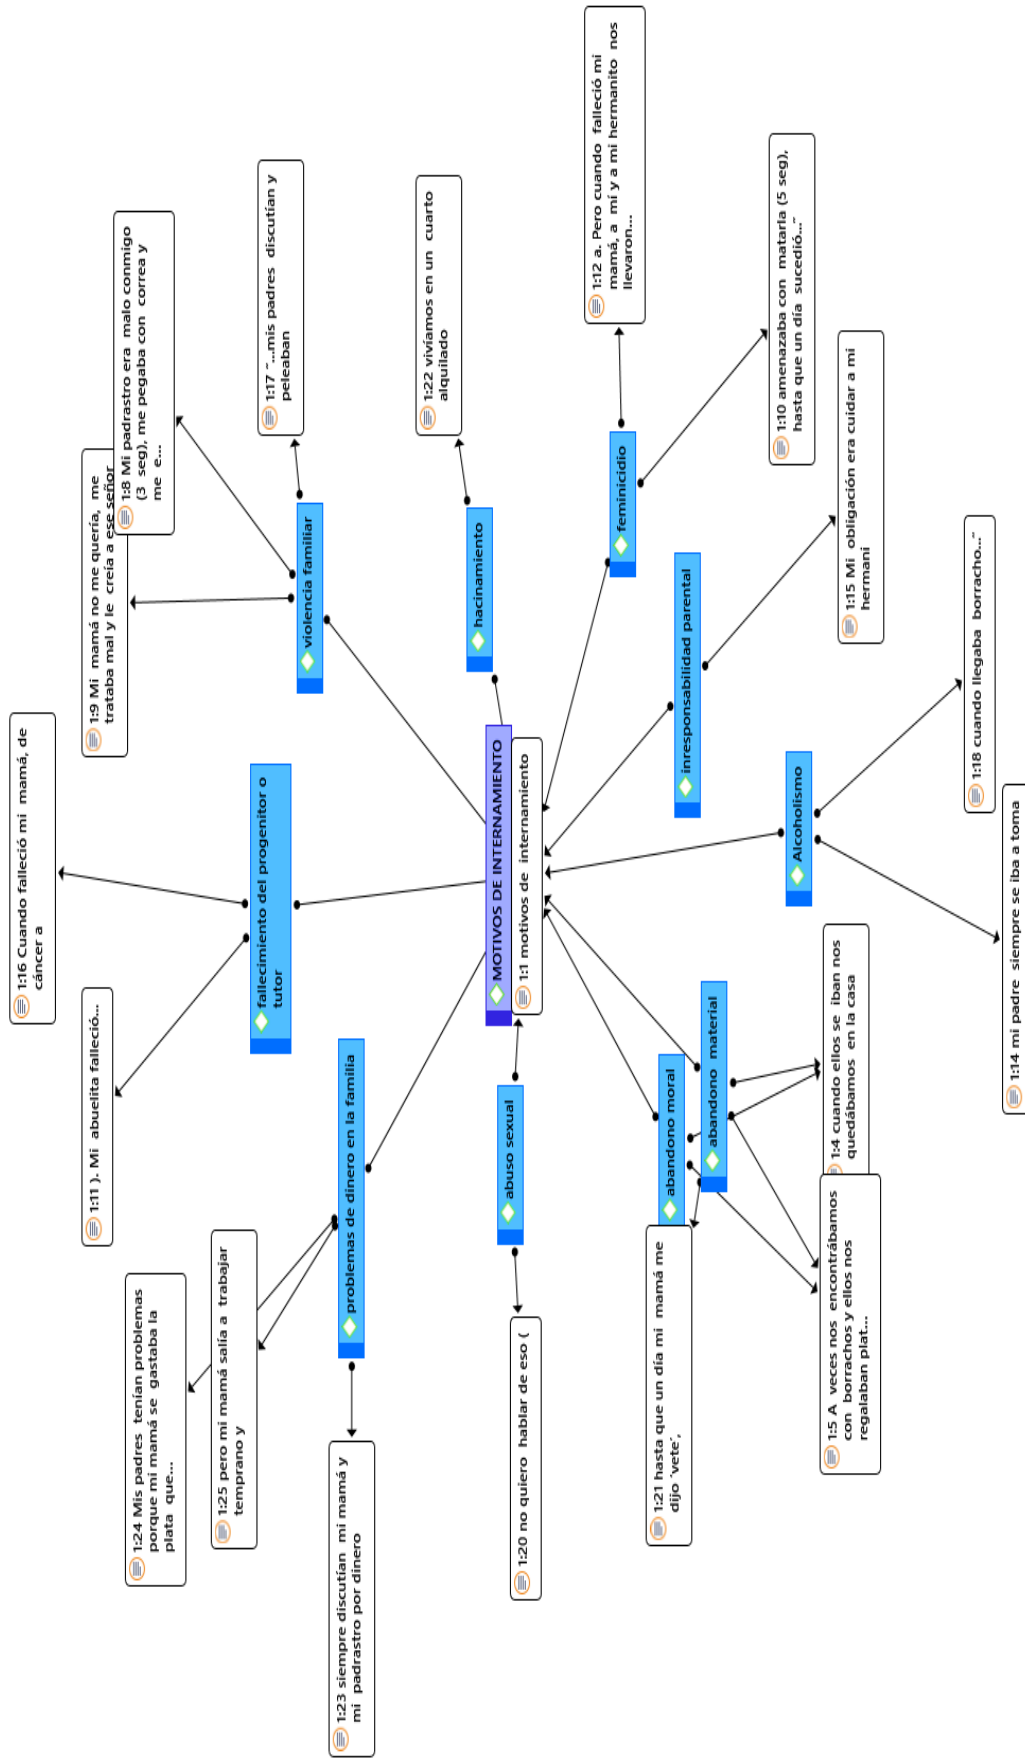 1:16 Cuando falleció mi mamá, de
cáncer a
1:11 ). Mi abuelita falleció...
1:9 Mi mamá no me quería, me
trataba mal y le creía a ese señor
1:8 Mi padrastro era malo conmigo
(3 seg), me pegaba con correa y
me e...
1:24 Mis padres tenían problemas
porque mi mamá se gastaba la
plata que...
1:25 pero mi mamá salía a trabajar
temprano y
fallecimiento del progenitor o
tutor
1:17 ~...mis padres discutían y
peleaban
violencia familiar
1:23 siempre discutían mi mamá y
mi padrastro por dinero
problemas de dinero en la familia
1:22 vivíamos en un cuarto
alquilado
hacinamiento
MOTIVOS DE INTERNAMIENTO
1:1 motivos de internamiento
abuso sexual
1:20 no quiero hablar de eso (
1:12 a. Pero cuando falleció mi
mamá, a mí y a mi hermanito nos
llevaron...
feminicidio
1:10 amenazaba con matarla (5 seg),
hasta que un día sucedió...~
inresponsabilidad parental
1:15 Mi obligación era cuidar a mi
hermani
abandono moral
abandono material
1:21 hasta que un día mi mamá me
dijo ´vete´,
Alcoholismo
1:18 cuando llegaba borracho...~
1:14 mi padre siempre se iba a toma
1:4 cuando ellos se iban nos
quedábamos en la casa
1:5 A veces nos encontrábamos
con borrachos y ellos nos
regalaban plat...